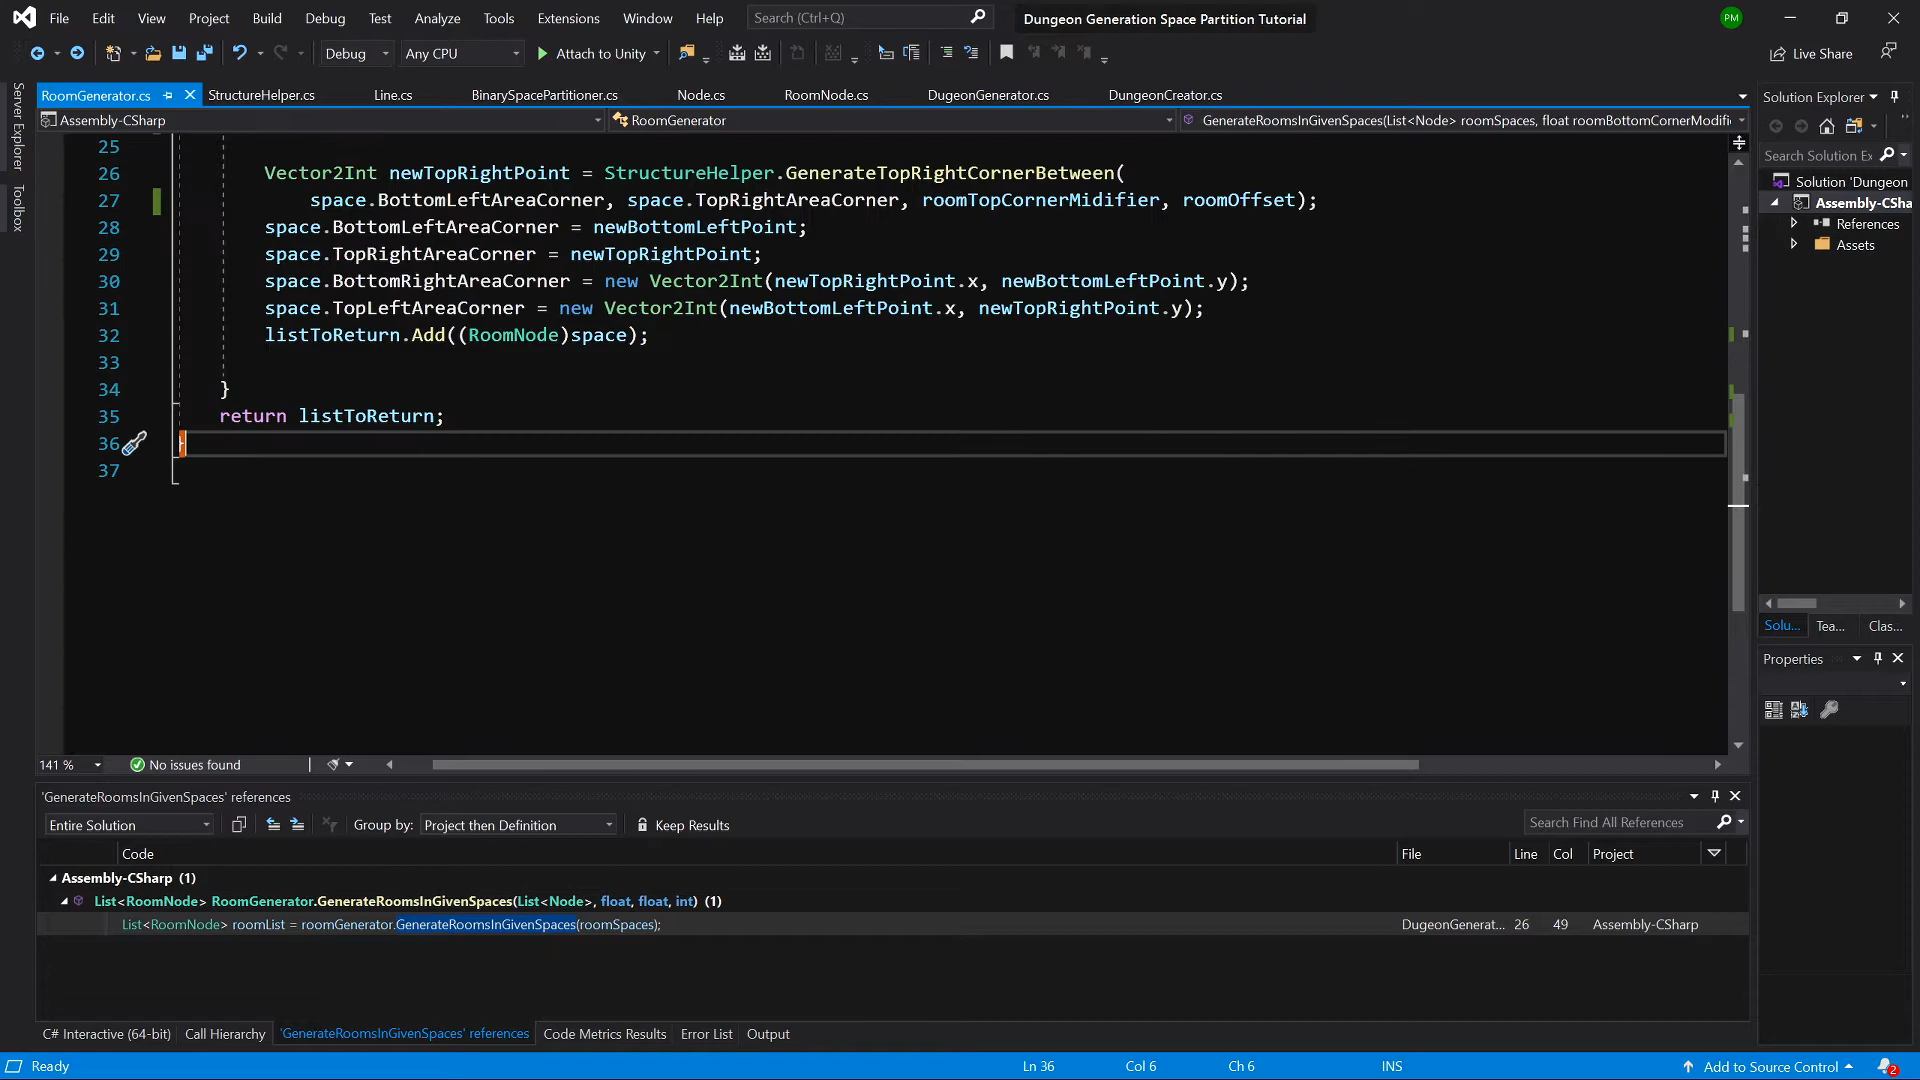 File Edit View Project Build Debug Test Analyze Tools Extensions Window Help Search (Ctrl+Q) Dungeon Generation Space Partition Tutorial PM
Debug Any CPU Attach to Unity Live Share
RoomGenerator.cs StructureHelper.cs Line.cs BinarySpacePartitioner.cs Node.cs RoomNode.cs DugeonGenerator.cs DungeonCreator.cs
Assembly-CSharp RoomGenerator GenerateRoomsInGivenSpaces(List<Node> roomSpaces, float roomBottomCornerModifi
Server Explorer
Toolbox
25
26 Vector2Int newTopRightPoint = StructureHelper.GenerateTopRightCornerBetween(
27 space.BottomLeftAreaCorner, space.TopRightAreaCorner, roomTopCornerMidifier, roomOffset);
28 space.BottomLeftAreaCorner = newBottomLeftPoint;
29 space.TopRightAreaCorner = newTopRightPoint;
30 space.BottomRightAreaCorner = new Vector2Int(newTopRightPoint.x, newBottomLeftPoint.y);
31 space.TopLeftAreaCorner = new Vector2Int(newBottomLeftPoint.x, newTopRightPoint.y);
32 listToReturn.Add((RoomNode)space);
33
34 }
35 return listToReturn;
36 }
37
141 % No issues found
Solution Explorer
Search Solution Ex
Solution 'Dungeon
Assembly-CSha
References
Assets
Solu... Tea... Clas...
Properties
'GenerateRoomsInGivenSpaces' references
Entire Solution Group by: Project then Definition Keep Results Search Find All References
Code File Line Col Project
Assembly-CSharp (1)
List<RoomNode> RoomGenerator.GenerateRoomsInGivenSpaces(List<Node>, float, float, int) (1)
List<RoomNode> roomList = roomGenerator.GenerateRoomsInGivenSpaces(roomSpaces); DugeonGenerat... 26 49 Assembly-CSharp
C# Interactive (64-bit) Call Hierarchy 'GenerateRoomsInGivenSpaces' references Code Metrics Results Error List Output
Ready Ln 36 Col 6 Ch 6 INS Add to Source Control 2